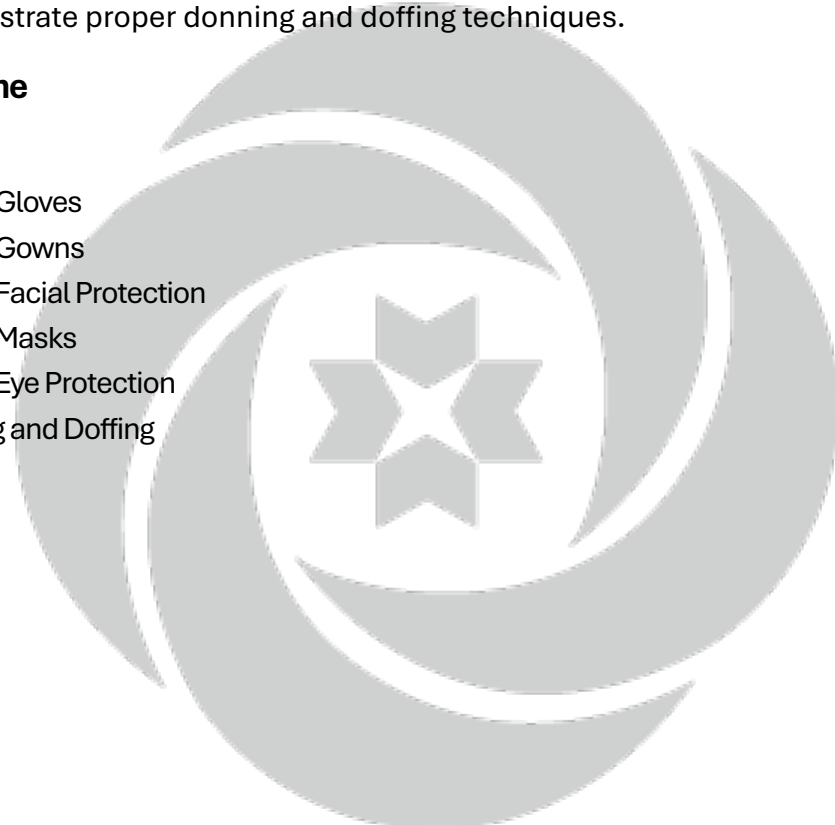 strate proper donning and doffing techniques.
ne
Gloves
Gowns
Facial Protection
Masks
Eye Protection
g and Doffing